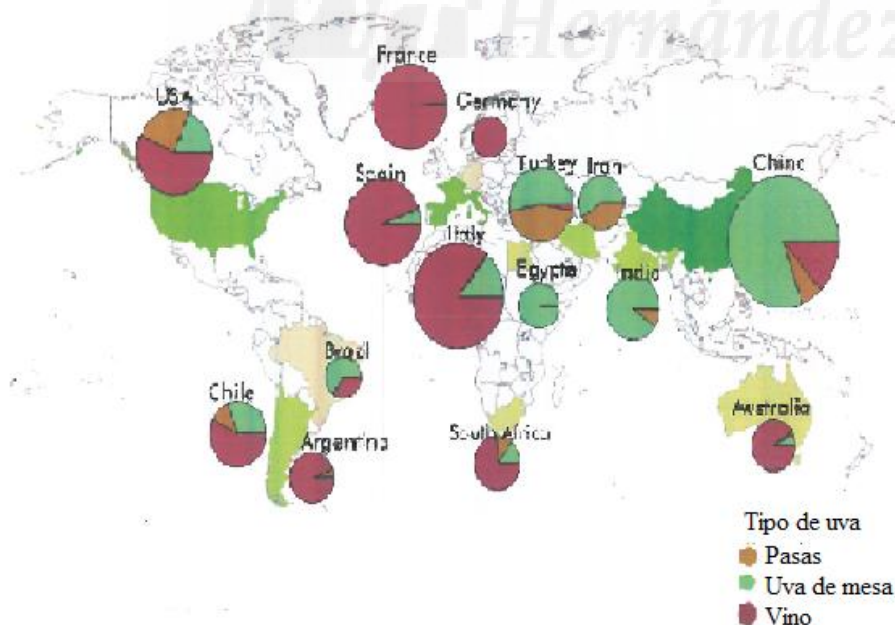 Hernández
France
USA
Germany
Spain
Turkey
Iran
China
Italy
Egypt
India
Brazil
Chile
Argentina
South Africa
Australia
Tipo de uva
Pasas
Uva de mesa
Vino